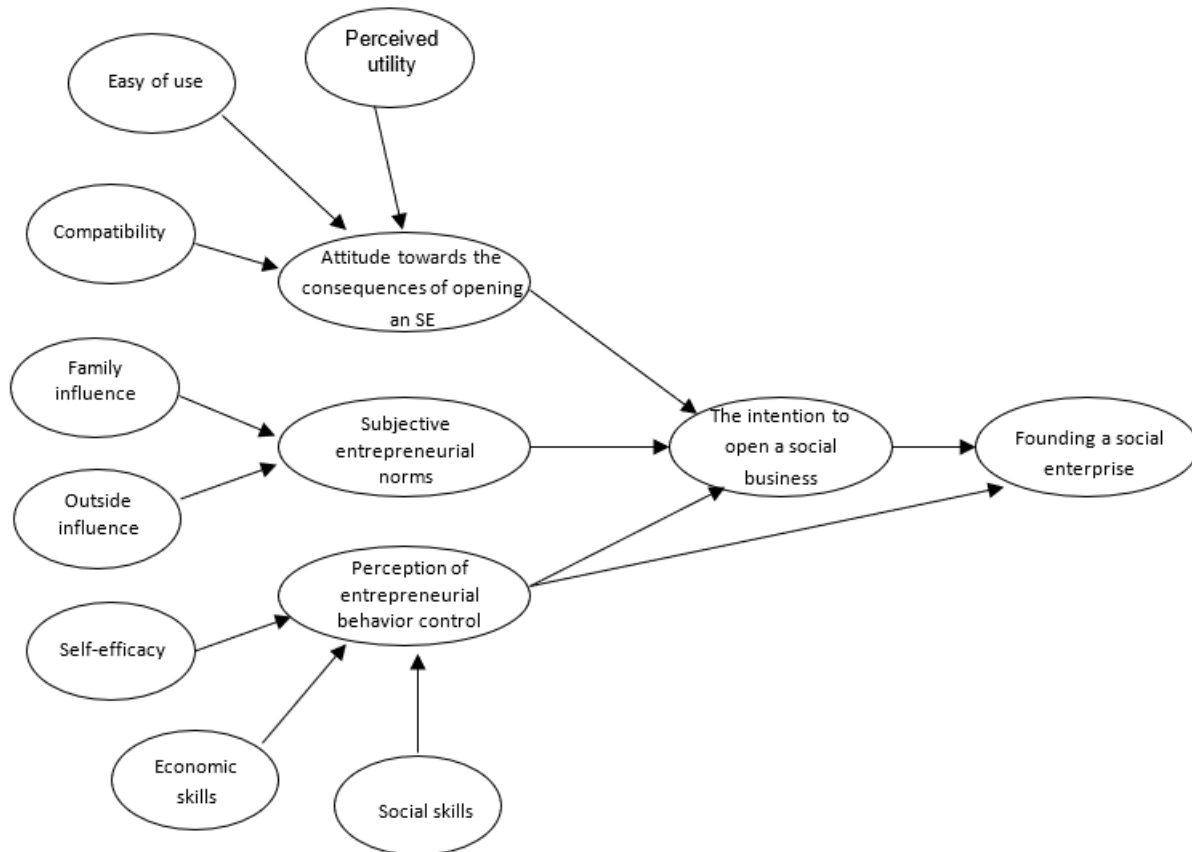 Perceived
utility
Easy of use
Compatibility
Attitude towards the
consequences of opening
an SE
Family
influence
Subjective
entrepreneurial
norms
The intention to
open a social
business
Founding a social
enterprise
Outside
influence
Perception of
entrepreneurial
behavior control
Self-efficacy
Economic
skills
Social skills